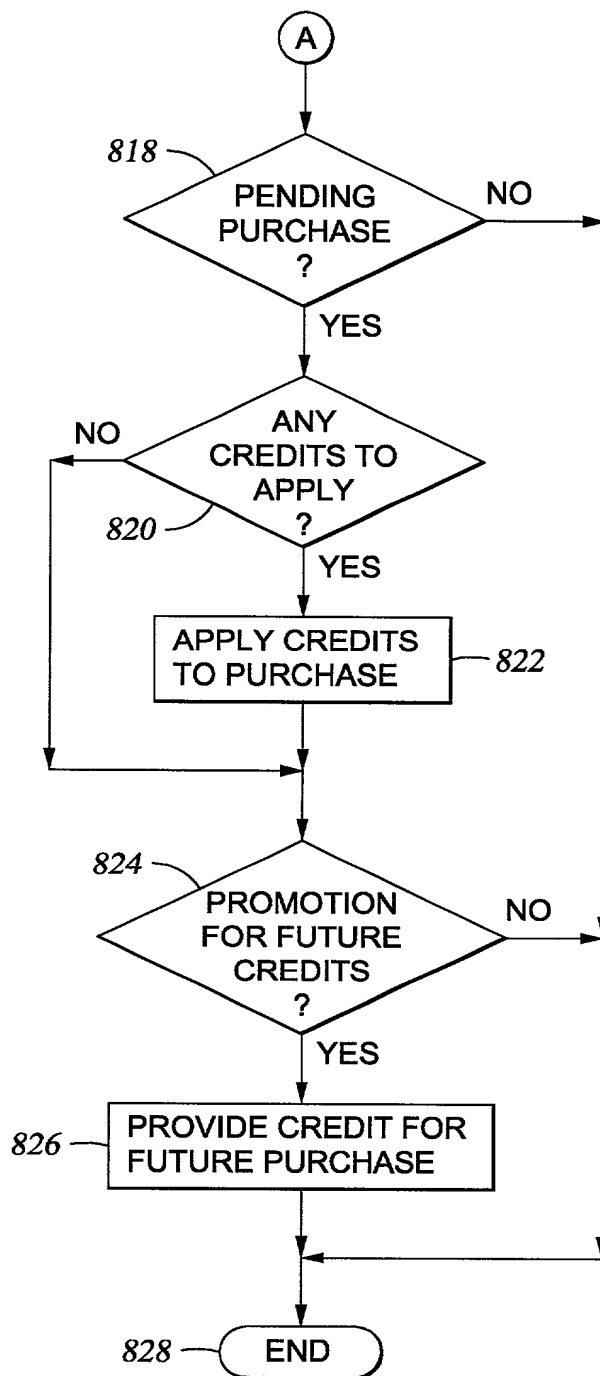 A
818
PENDING
PURCHASE
?
NO
YES
ANY
CREDITS TO
APPLY
?
NO
820
YES
APPLY CREDITS
TO PURCHASE
822
824
PROMOTION
FOR FUTURE
CREDITS
?
NO
YES
PROVIDE CREDIT FOR
FUTURE PURCHASE
826
END
828